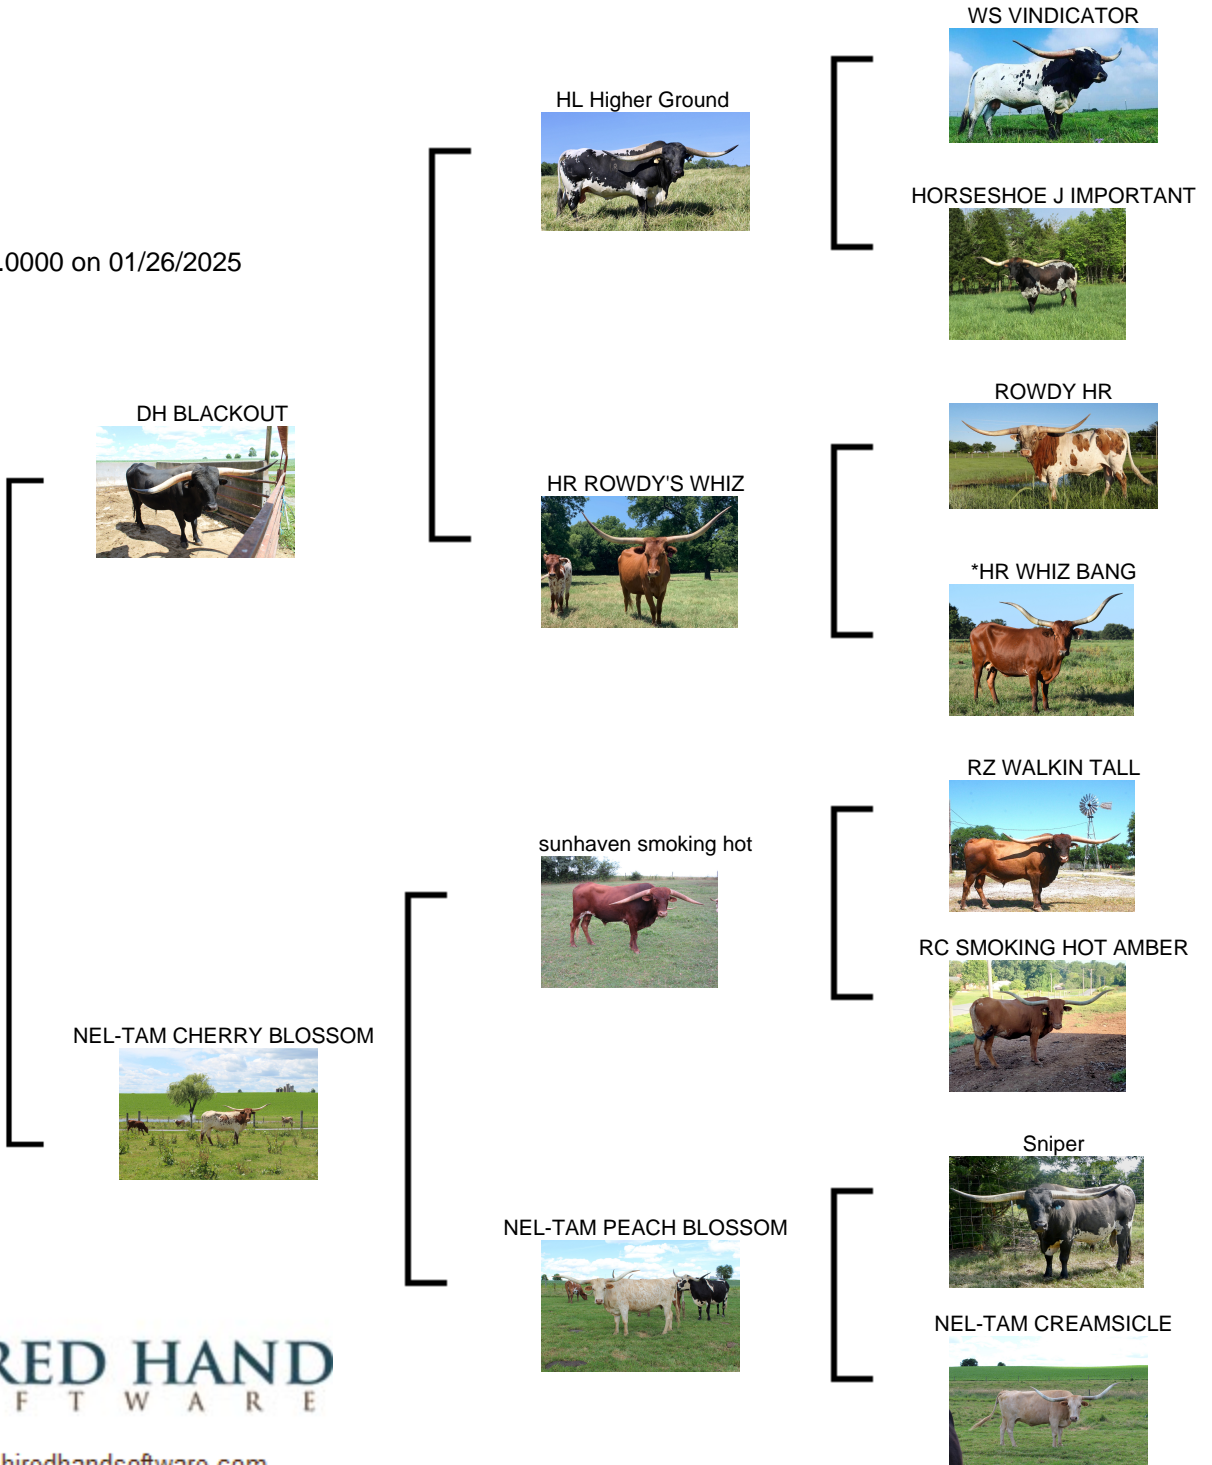 WS VINDICATOR
HL Higher Ground
HORSESHOE J IMPORTANT
.0000 on 01/26/2025
ROWDY HR
DH BLACKOUT
HR ROWDY'S WHIZ
*HR WHIZ BANG
RZ WALKIN TALL
sunhaven smoking hot
RC SMOKING HOT AMBER
NEL-TAM CHERRY BLOSSOM
Sniper
NEL-TAM PEACH BLOSSOM
NEL-TAM CREAMSICLE
RED HAND
F T W A R E
hiredhandsoftware.com